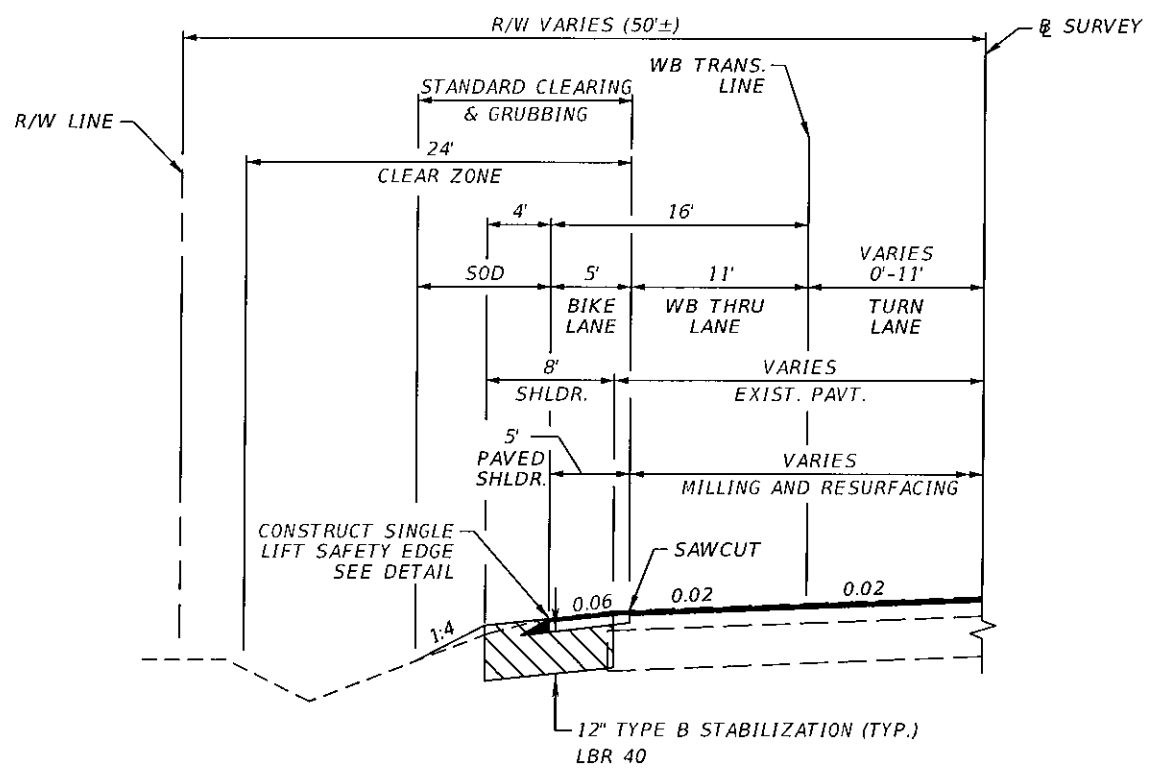 R/W VARIES (50'±)
℄ SURVEY
WB TRANS.
LINE
STANDARD CLEARING
& GRUBBING
R/W LINE
24'
CLEAR ZONE
4'
16'
VARIES
0'-11'
SOD
5'
11'
BIKE
LANE
WB THRU
LANE
TURN
LANE
8'
SHLDR.
VARIES
EXIST. PAVT.
5'
PAVED
SHLDR.
VARIES
MILLING AND RESURFACING
CONSTRUCT SINGLE
LIFT SAFETY EDGE
SEE DETAIL
SAWCUT
0.06
0.02
0.02
1:4
12" TYPE B STABILIZATION (TYP.)
LBR 40